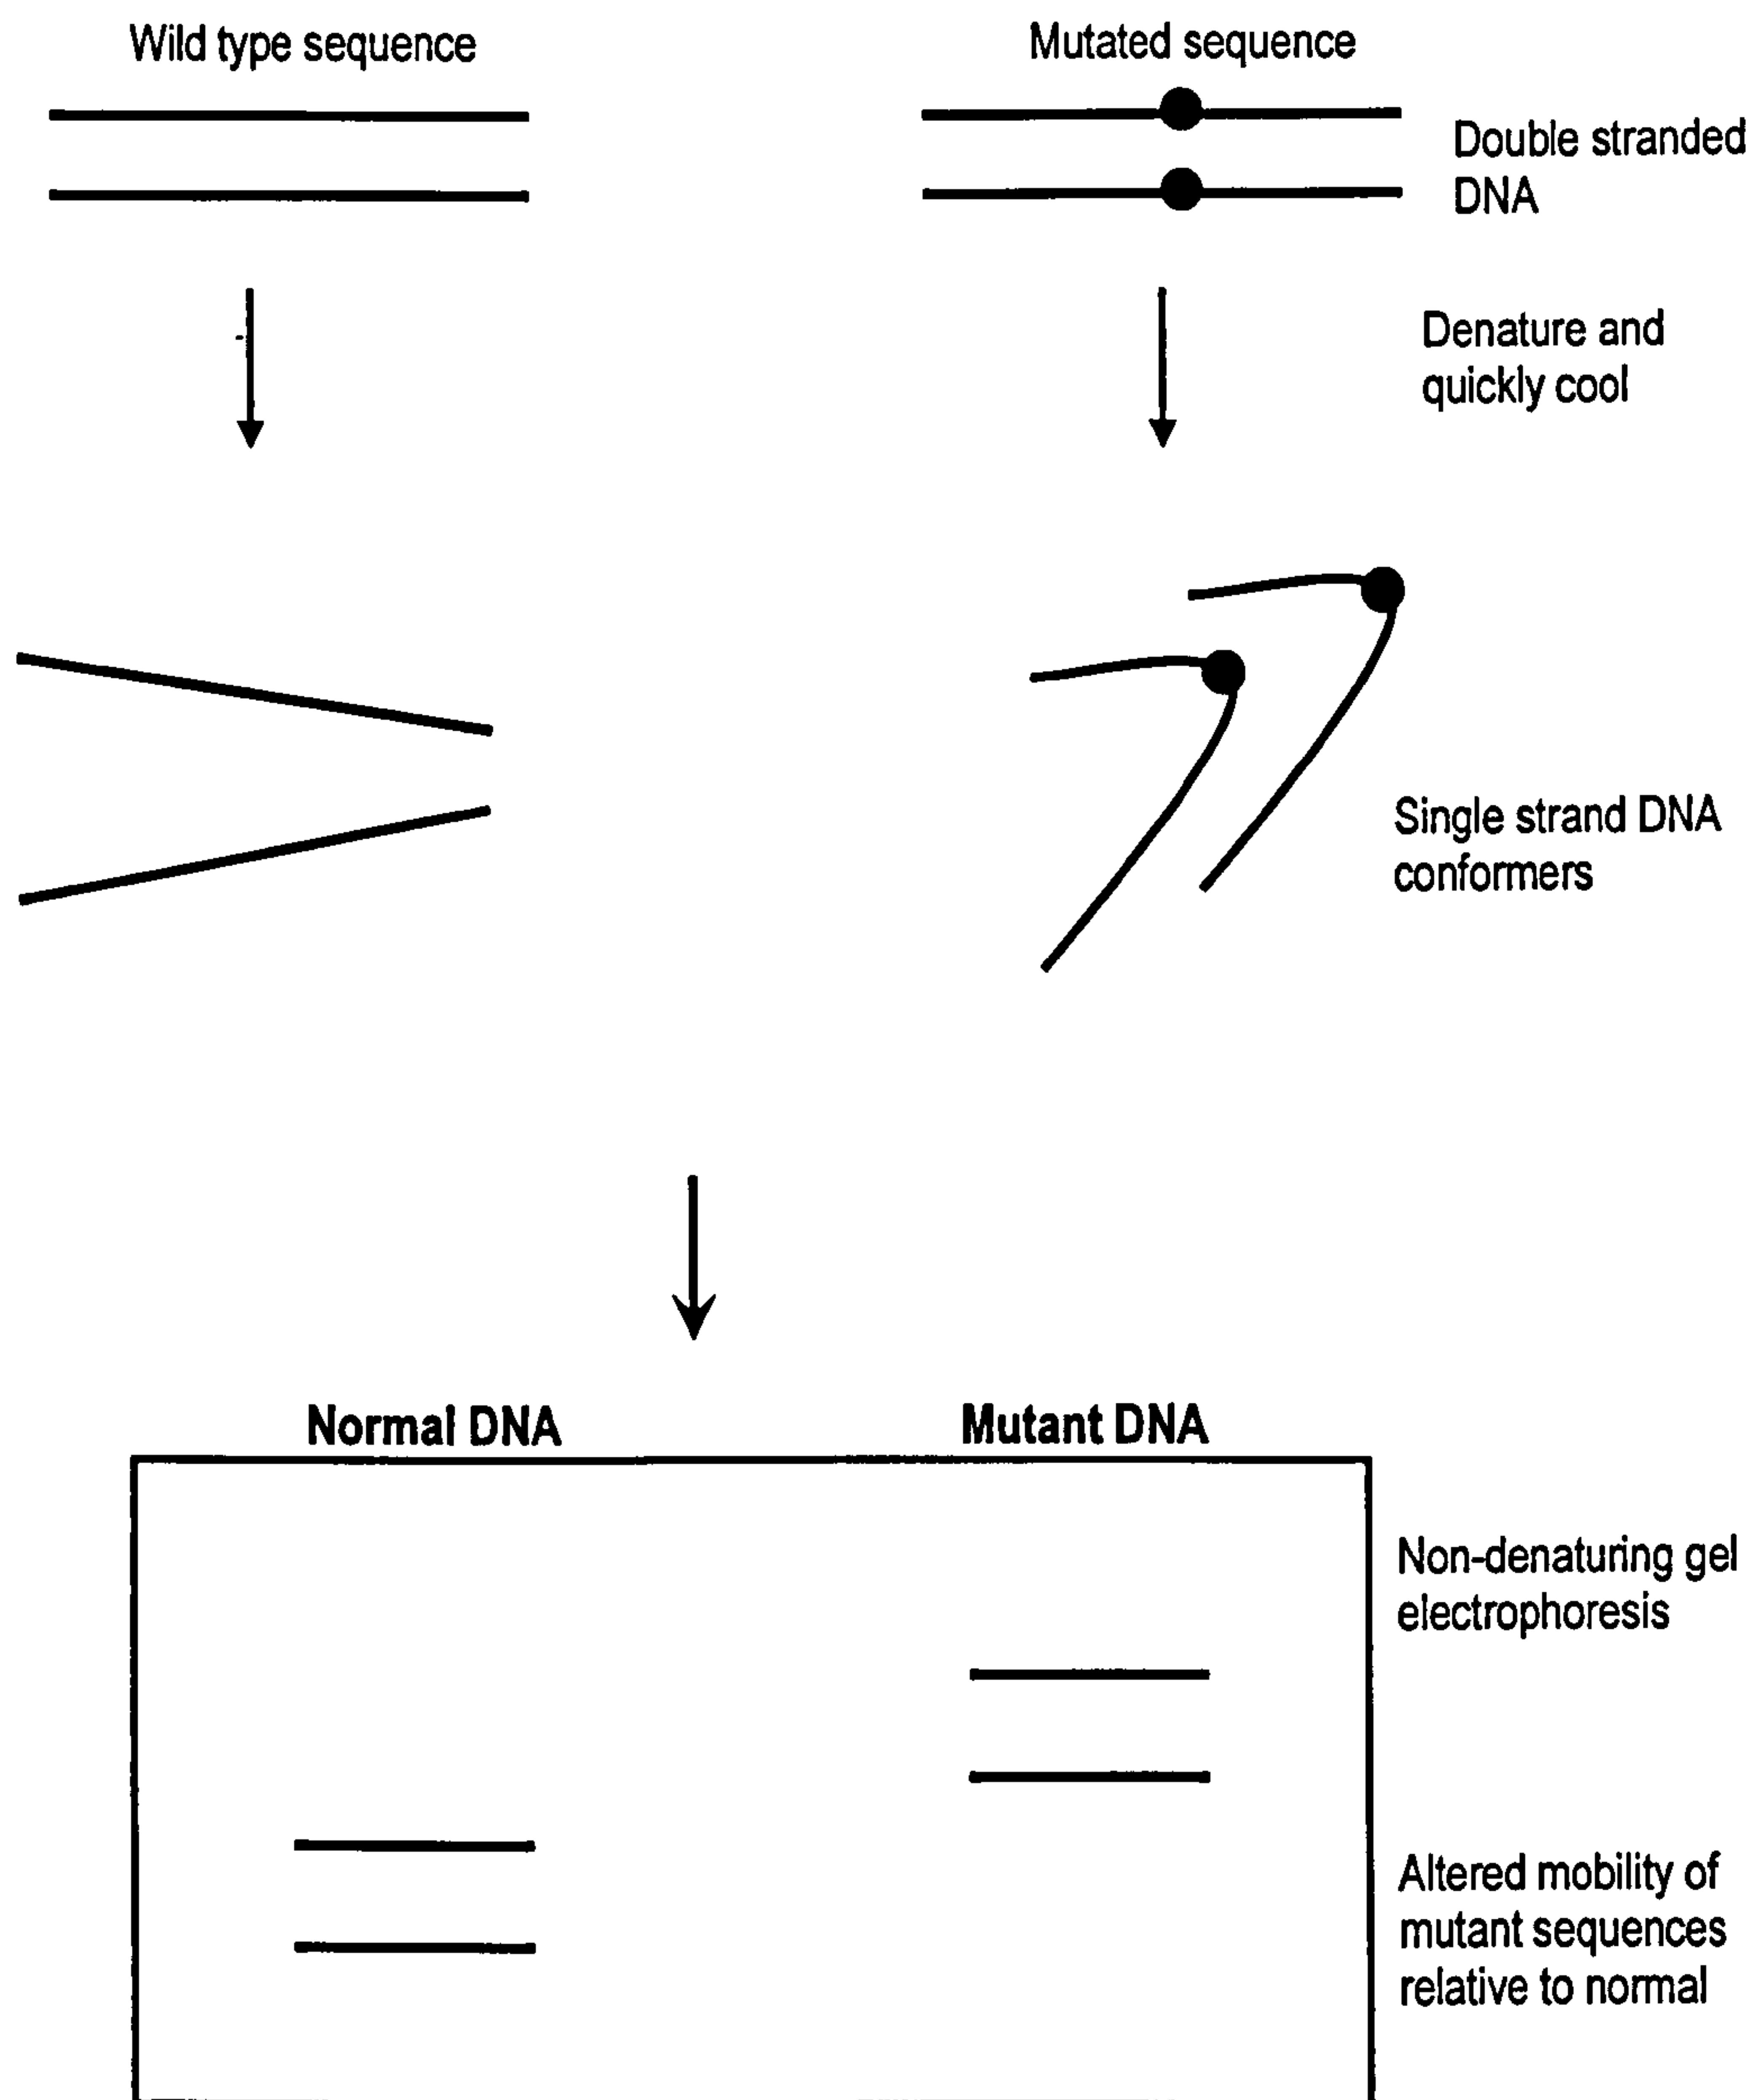 Wild type sequence
Mutated sequence
Double stranded
DNA
Denature and
quickly cool
Single strand DNA
conformers
Normal DNA
Mutant DNA
Non-denaturing gel
electrophoresis
Altered mobility of
mutant sequences
relative to normal